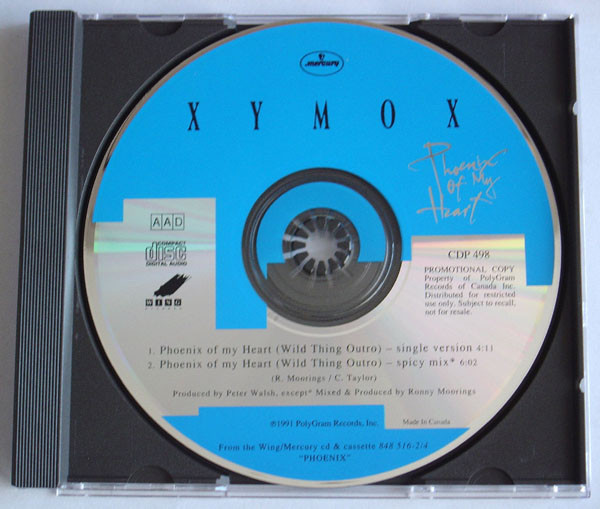 mercury
XYMOX
Phoenix
Of My
Heart
AAD
COMPACT
disc
DIGITAL AUDIO
WING
CDP 498
PROMOTIONAL COPY
Property of PolyGram
Records of Canada Inc.
Distributed for restricted
use only. Subject to recall,
not for resale.
1. Phoenix of my Heart (Wild Thing Outro) – single version 4:11
2. Phoenix of my Heart (Wild Thing Outro) – spicy mix* 6:02
(R. Moorings / C. Taylor)
Produced by Peter Walsh, except* Mixed & Produced by Ronny Moorings
℗1991 PolyGram Records, Inc.
Made In Canada
From the Wing/Mercury cd & cassette 848 516-2/4
"PHOENIX"